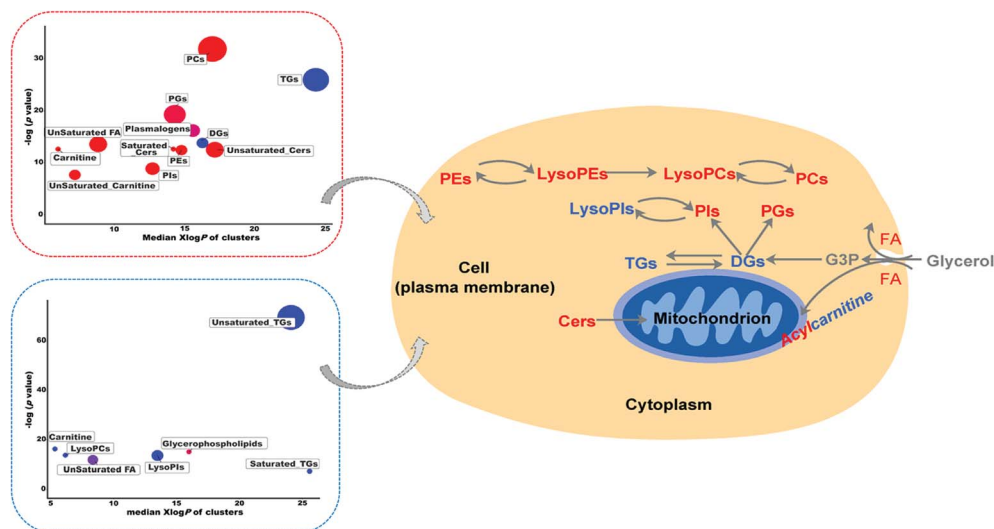 30
20
10
0
-log (p value)
PCs
TGs
PGs
UnSaturated FA
Plasmalogens
DGs
Saturated_
Cers
Unsaturated_Cers
Carnitine
PEs
UnSaturated_Carnitine
PIs
10
15
20
25
Median XlogP of clusters
60
40
20
0
-log (p value)
Unsaturated_TGs
Carnitine
LysoPCs
Glycerophospholipids
UnSaturated FA
LysoPIs
Saturated_TGs
5
10
15
20
25
median XlogP of clusters
PEs
LysoPEs
LysoPCs
PCs
LysoPIs
PIs
PGs
FA
Cell
(plasma membrane)
TGs
DGs
G3P
Glycerol
FA
Cers
Mitochondrion
Acylcarnitine
Cytoplasm